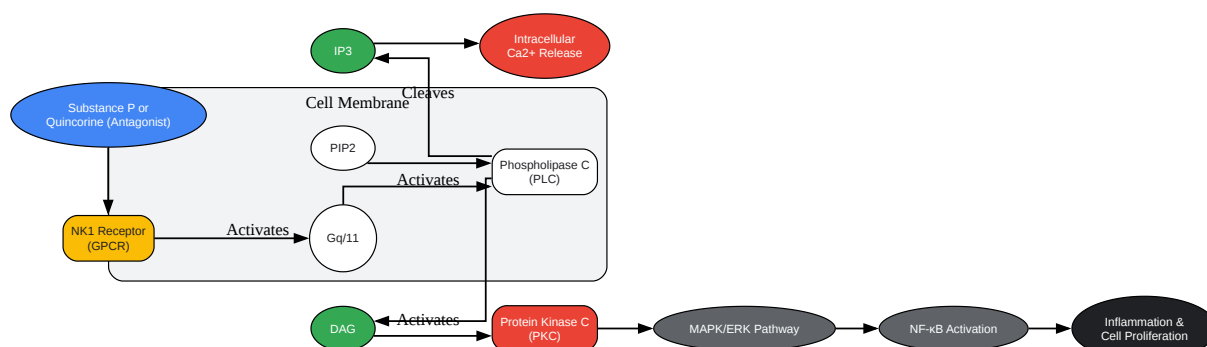 IP3
Intracellular
Ca2+ Release
Cleaves
Cell Membrane
Substance P or
Quincorine (Antagonist)
PIP2
Phospholipase C
(PLC)
Activates
NK1 Receptor
(GPCR)
Activates
Gq/11
DAG
Activates
Protein Kinase C
(PKC)
MAPK/ERK Pathway
NF-κB Activation
Inflammation &
Cell Proliferation